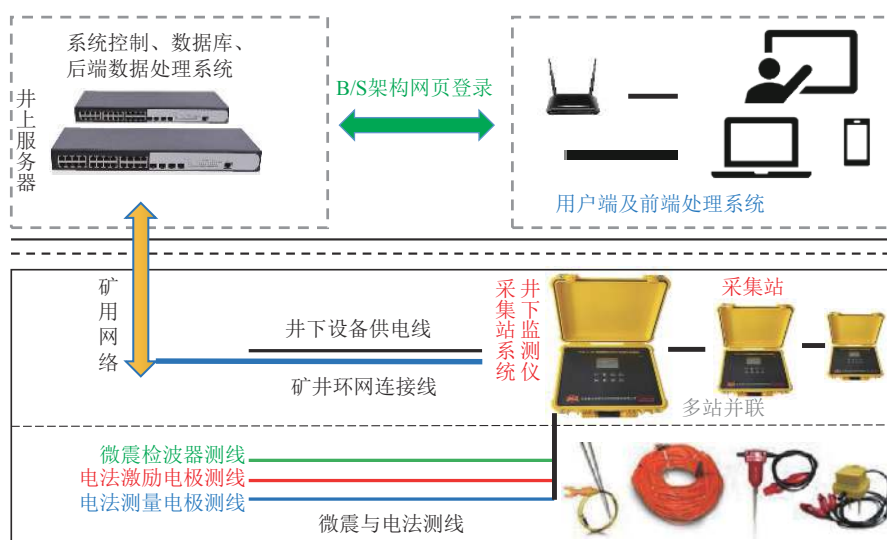 系统控制、数据库、
后端数据处理系统
井上服务器
B/S架构网页登录
用户端及前端处理系统
矿用网络
井下设备供电线
矿井环网连接线
井下监测仪
采集站系统
采集站
多站并联
微震检波器测线
电法激励电极测线
电法测量电极测线
微震与电法测线